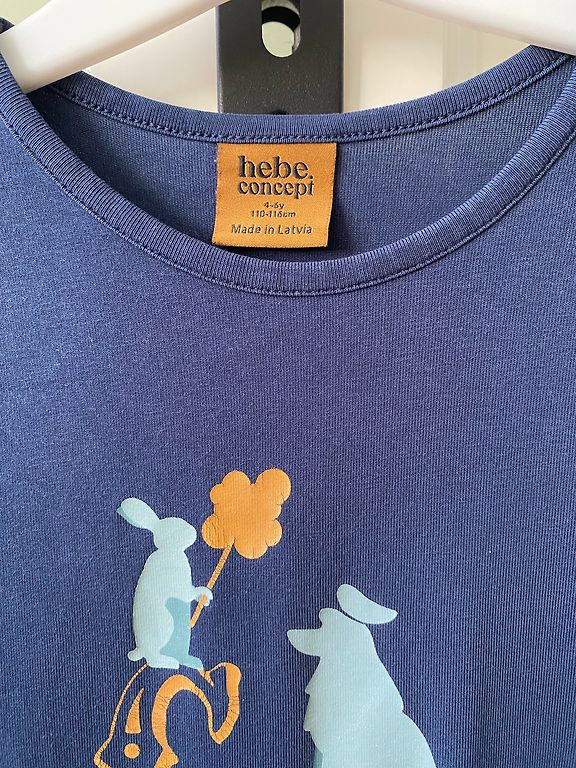 hebe.
concept
4-6y
110-116cm
Made in Latvia